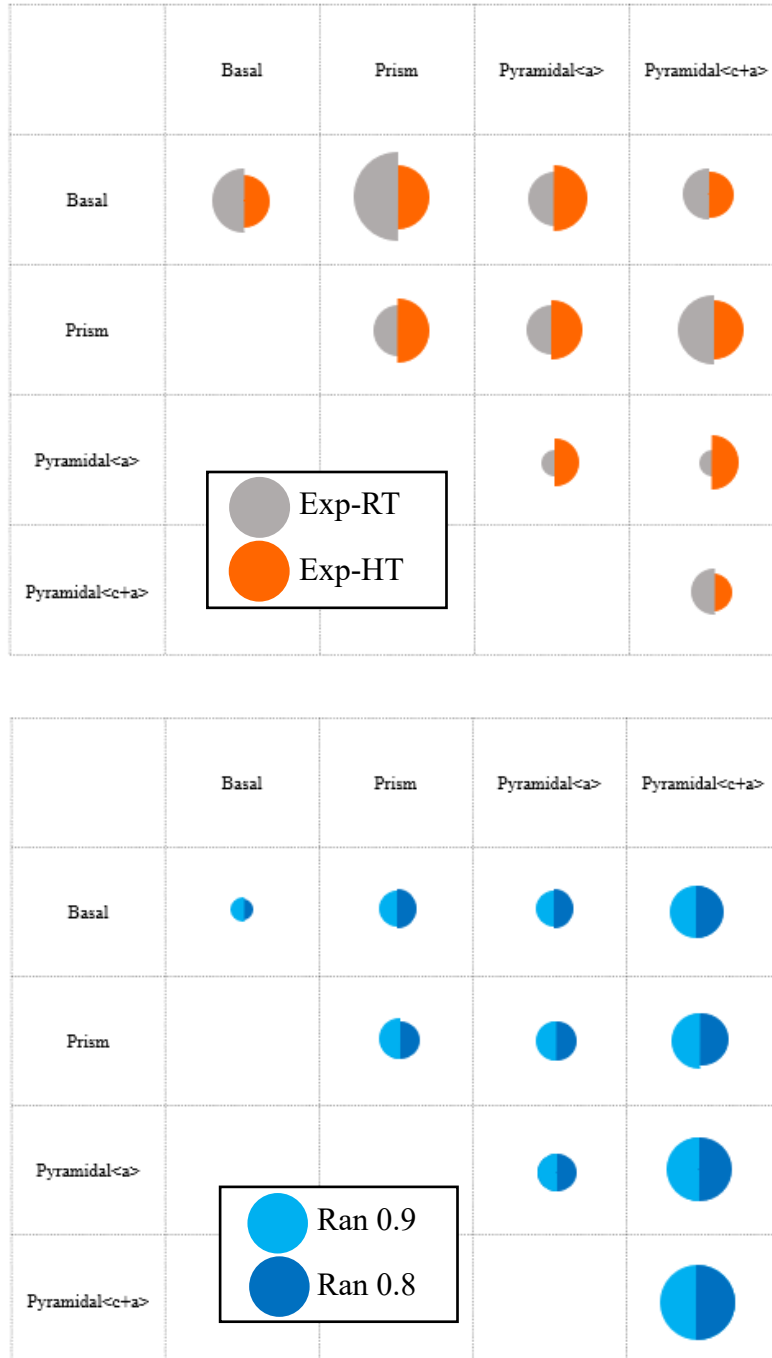 Basal Prism Pyramidal<a> Pyramidal<c+a>
Basal
Prism
Pyramidal<a>
Exp-RT
Exp-HT
Pyramidal<c+a>
Basal Prism Pyramidal<a> Pyramidal<c+a>
Basal
Prism
Pyramidal<a>
Ran 0.9
Ran 0.8
Pyramidal<c+a>